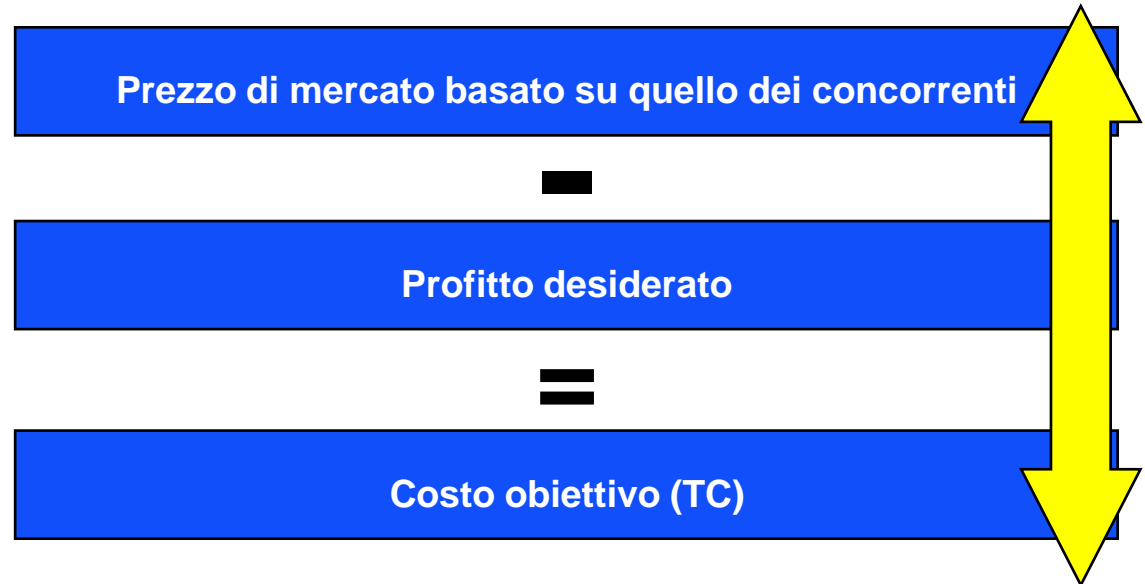 Prezzo di mercato basato su quello dei concorrenti
-
Profitto desiderato
=
Costo obiettivo (TC)